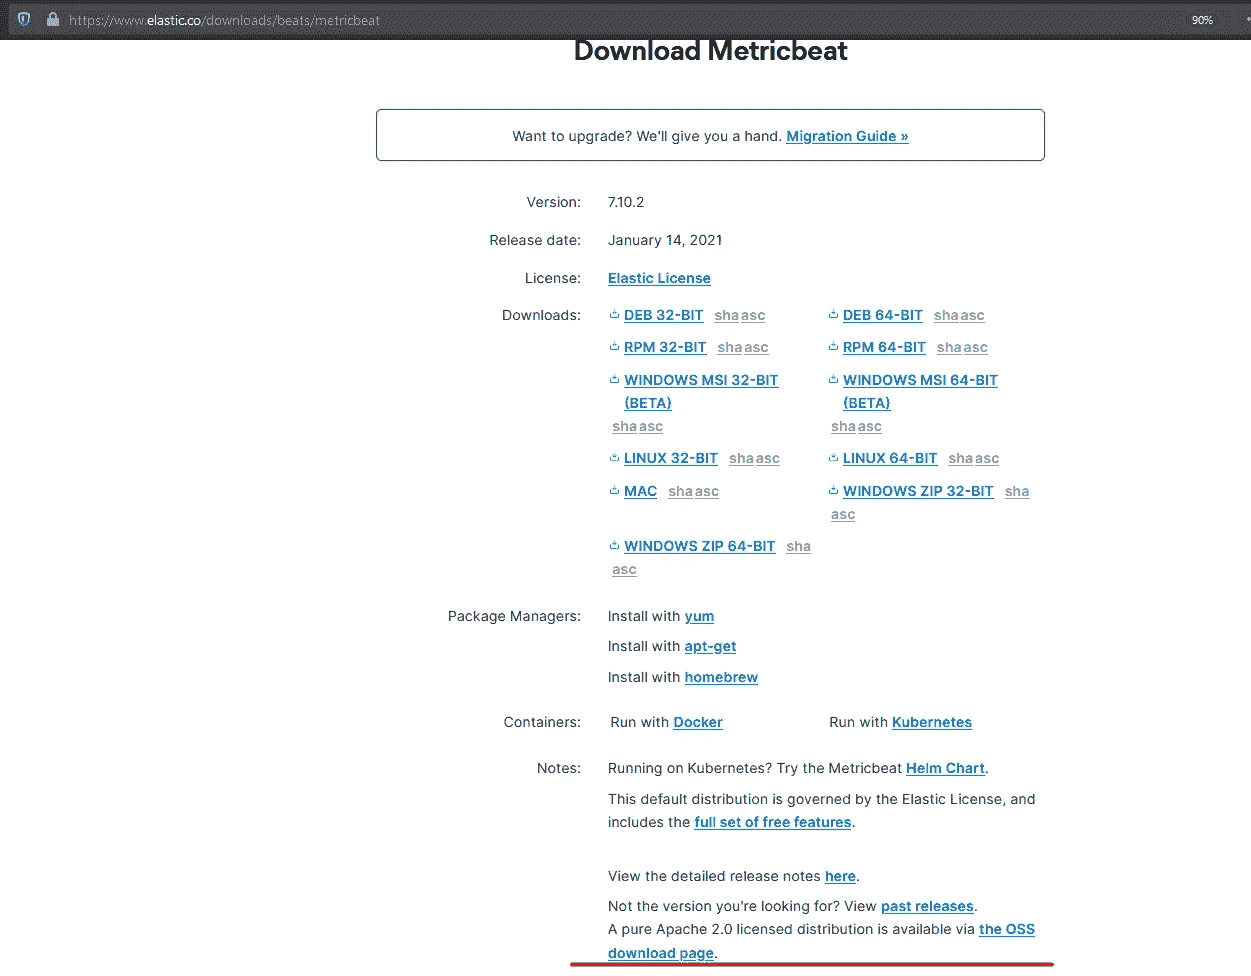 https://www.elastic.co/downloads/beats/metricbeat
90%
Download Metricbeat
Want to upgrade? We'll give you a hand. Migration Guide »
Version: 7.10.2
Release date: January 14, 2021
License: Elastic License
Downloads: DEB 32-BIT sha asc DEB 64-BIT sha asc
RPM 32-BIT sha asc RPM 64-BIT sha asc
WINDOWS MSI 32-BIT WINDOWS MSI 64-BIT
(BETA) (BETA)
sha asc sha asc
LINUX 32-BIT sha asc LINUX 64-BIT sha asc
MAC sha asc WINDOWS ZIP 32-BIT sha
asc
WINDOWS ZIP 64-BIT sha
asc
Package Managers: Install with yum
Install with apt-get
Install with homebrew
Containers: Run with Docker Run with Kubernetes
Notes: Running on Kubernetes? Try the Metricbeat Helm Chart.
This default distribution is governed by the Elastic License, and
includes the full set of free features.
View the detailed release notes here.
Not the version you're looking for? View past releases.
A pure Apache 2.0 licensed distribution is available via the OSS
download page.